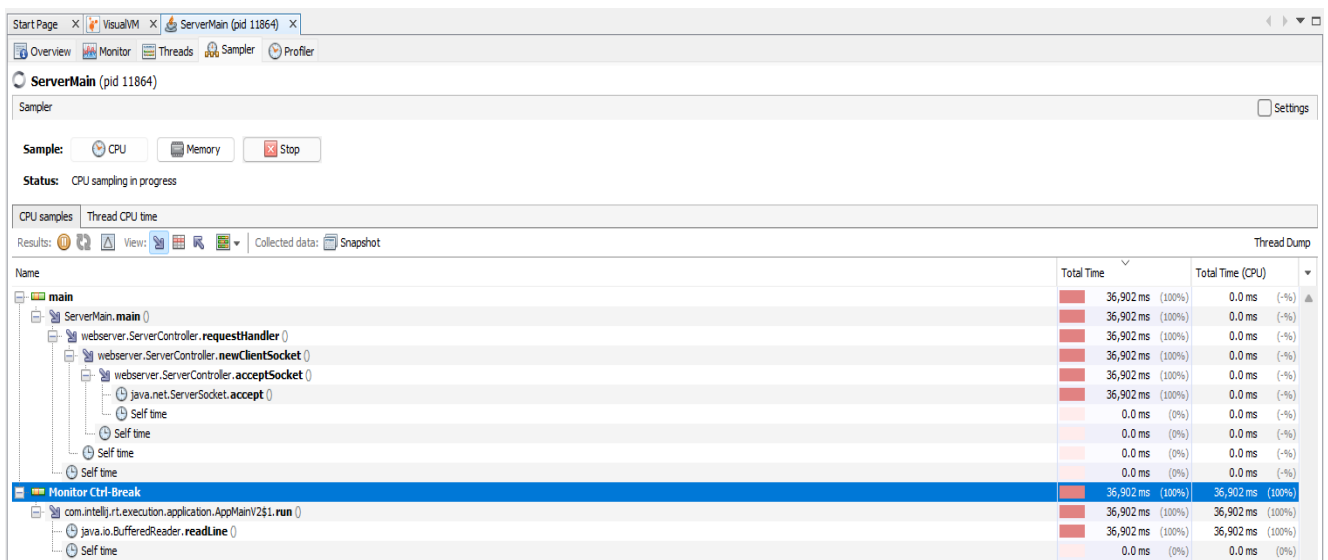 Start Page X VisualVM X ServerMain (pid 11864) X
Overview Monitor Threads Sampler Profiler
ServerMain (pid 11864)
Sampler Settings
Sample: CPU Memory Stop
Status: CPU sampling in progress
CPU samples Thread CPU time
Results: View: Collected data: Snapshot Thread Dump
Name Total Time Total Time (CPU)
main 36,902 ms (100%) 0.0 ms (-%)
ServerMain.main () 36,902 ms (100%) 0.0 ms (-%)
webserver.ServerController.requestHandler () 36,902 ms (100%) 0.0 ms (-%)
webserver.ServerController.newClientSocket () 36,902 ms (100%) 0.0 ms (-%)
webserver.ServerController.acceptSocket () 36,902 ms (100%) 0.0 ms (-%)
java.net.ServerSocket.accept () 36,902 ms (100%) 0.0 ms (-%)
Self time 0.0 ms (0%) 0.0 ms (-%)
Self time 0.0 ms (0%) 0.0 ms (-%)
Self time 0.0 ms (0%) 0.0 ms (-%)
Self time 0.0 ms (0%) 0.0 ms (-%)
Monitor Ctrl-Break 36,902 ms (100%) 36,902 ms (100%)
com.intellij.rt.execution.application.AppMainV2$1.run () 36,902 ms (100%) 36,902 ms (100%)
java.io.BufferedReader.readLine () 36,902 ms (100%) 36,902 ms (100%)
Self time 0.0 ms (0%) 0.0 ms (0%)